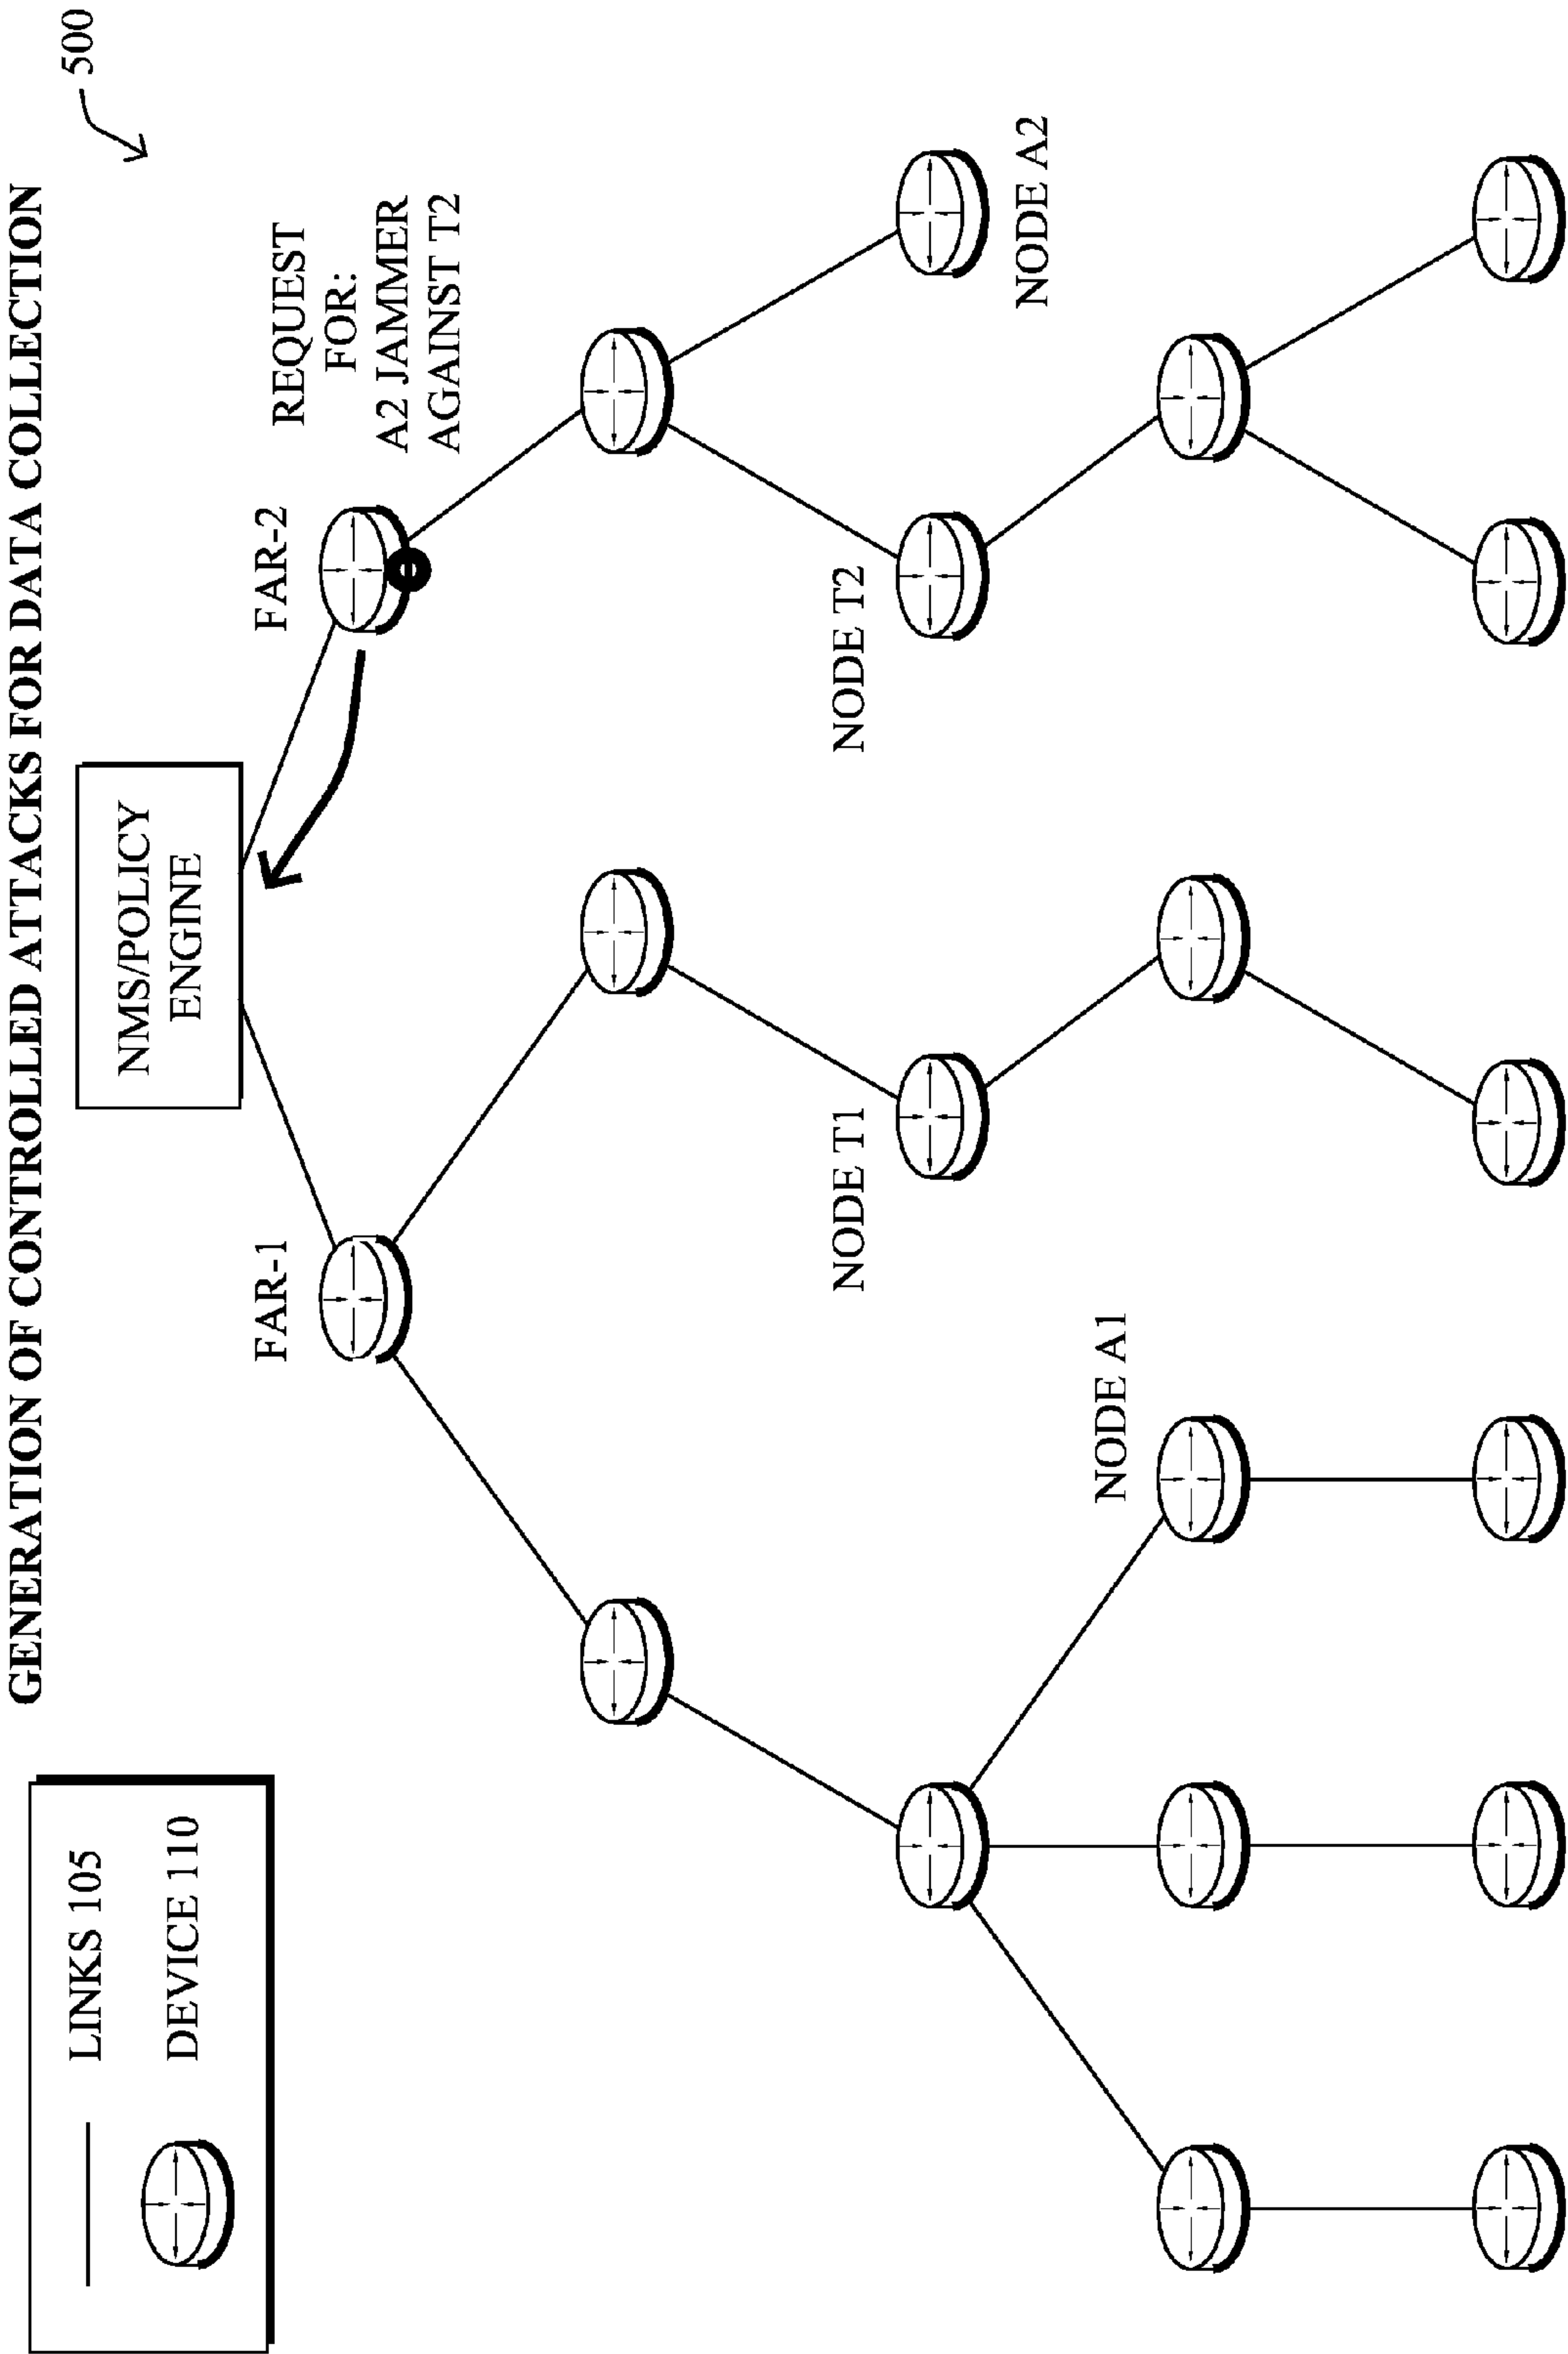 GENERATION OF CONTROLLED ATTACKS FOR DATA COLLECTION
500
LINKS 105
DEVICE 110
NMS/POLICY
ENGINE
FAR-1
FAR-2
REQUEST
FOR:
A2 JAMMER
AGAINST T2
NODE T1
NODE T2
NODE A2
NODE A1